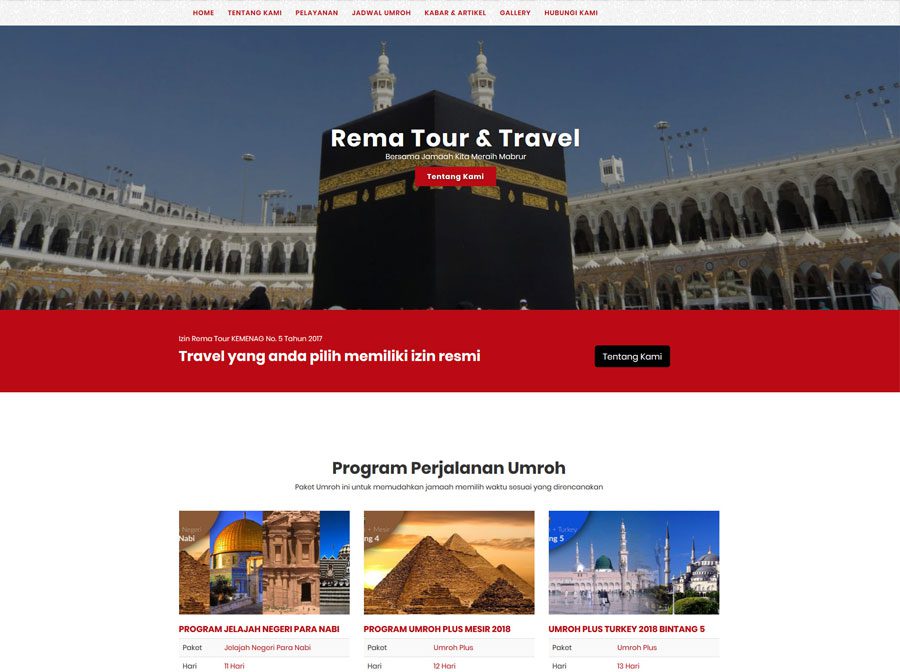 HOME TENTANG KAMI PELAYANAN JADWAL UMROH KABAR & ARTIKEL GALLERY HUBUNGI KAMI
Rema Tour & Travel
Bersama Jamaah Kita Meraih Mabrur
Tentang Kami
Izin Rema Tour KEMENAG No. 5 Tahun 2017
Travel yang anda pilih memiliki izin resmi
Tentang Kami
Program Perjalanan Umroh
Paket Umroh ini untuk memudahkan jamaah memilih waktu sesuai yang direncanakan
Negeri
Nabi
+ Mesir
ng 4
+ Turkey
ng 5
PROGRAM JELAJAH NEGERI PARA NABI
Paket Jelajah Negeri Para Nabi
Hari 11 Hari
PROGRAM UMROH PLUS MESIR 2018
Paket Umroh Plus
Hari 12 Hari
UMROH PLUS TURKEY 2018 BINTANG 5
Paket Umroh Plus
Hari 13 Hari